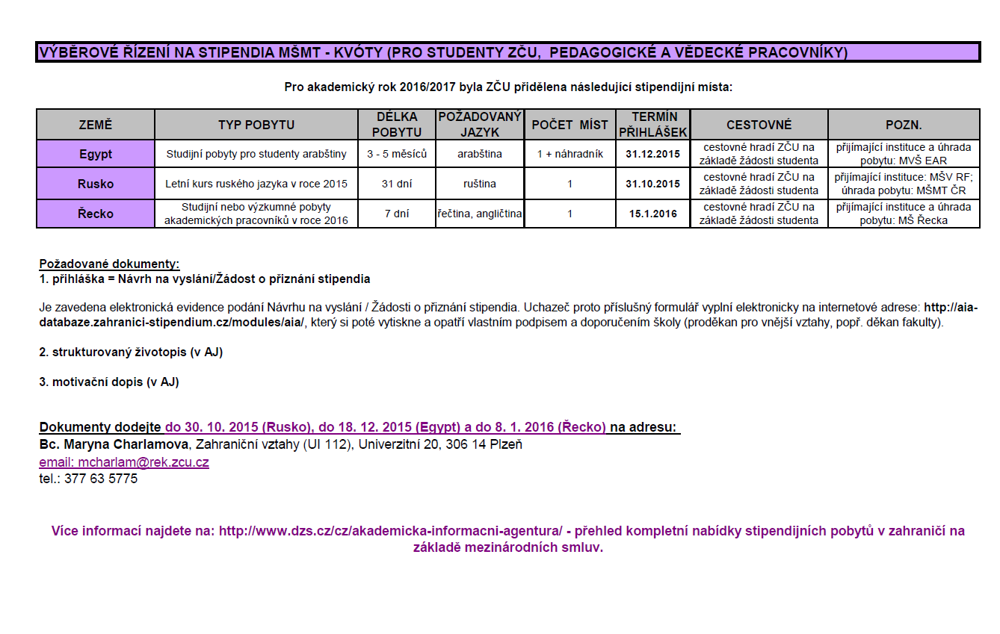 VÝBĚROVÉ ŘÍZENÍ NA STIPENDIA MŠMT - KVÓTY (PRO STUDENTY ZČU, PEDAGOGICKÉ A VĚDECKÉ PRACOVNÍKY)
Pro akademický rok 2016/2017 byla ZČU přidělena následující stipendijní místa:
ZEMĚ TYP POBYTU DÉLKA POBYTU POŽADOVANÝ JAZYK POČET MÍST TERMÍN PŘIHLÁŠEK CESTOVNÉ POZN.
Egypt Studijní pobyty pro studenty arabštiny 3 - 5 měsíců arabština 1 + náhradník 31.12.2015 cestovné hradí ZČU na základě žádosti studenta přijímající instituce a úhrada pobytu: MVŠ EAR
Rusko Letní kurs ruského jazyka v roce 2015 31 dní ruština 1 31.10.2015 cestovné hradí ZČU na základě žádosti studenta přijímající instituce: MŠV RF; úhrada pobytu: MŠMT ČR
Řecko Studijní nebo výzkumné pobyty akademických pracovníků v roce 2016 7 dní řečtina, angličtina 1 15.1.2016 cestovné hradí ZČU na základě žádosti studenta přijímající instituce a úhrada pobytu: MŠ Řecka
Požadované dokumenty:
1. přihláška = Návrh na vyslání/Žádost o přiznání stipendia
Je zavedena elektronická evidence podání Návrhu na vyslání / Žádosti o přiznání stipendia. Uchazeč proto příslušný formulář vyplní elektronicky na internetové adrese: http://aia-
databaze.zahranici-stipendium.cz/modules/aia/, který si poté vytiskne a opatří vlastním podpisem a doporučením školy (proděkan pro vnější vztahy, popř. děkan fakulty).
2. strukturovaný životopis (v AJ)
3. motivační dopis (v AJ)
Dokumenty dodejte do 30. 10. 2015 (Rusko), do 18. 12. 2015 (Egypt) a do 8. 1. 2016 (Řecko) na adresu:
Bc. Maryna Charlamova, Zahraniční vztahy (UI 112), Univerzitní 20, 306 14 Plzeň
email: mcharlam@rek.zcu.cz
tel.: 377 63 5775
Více informací najdete na: http://www.dzs.cz/cz/akademicka-informacni-agentura/ - přehled kompletní nabídky stipendijních pobytů v zahraničí na
základě mezinárodních smluv.